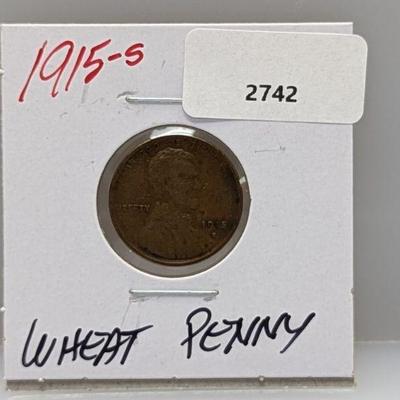 1915-S
2742
LIBERTY
1915
S
WHEAT PENNY